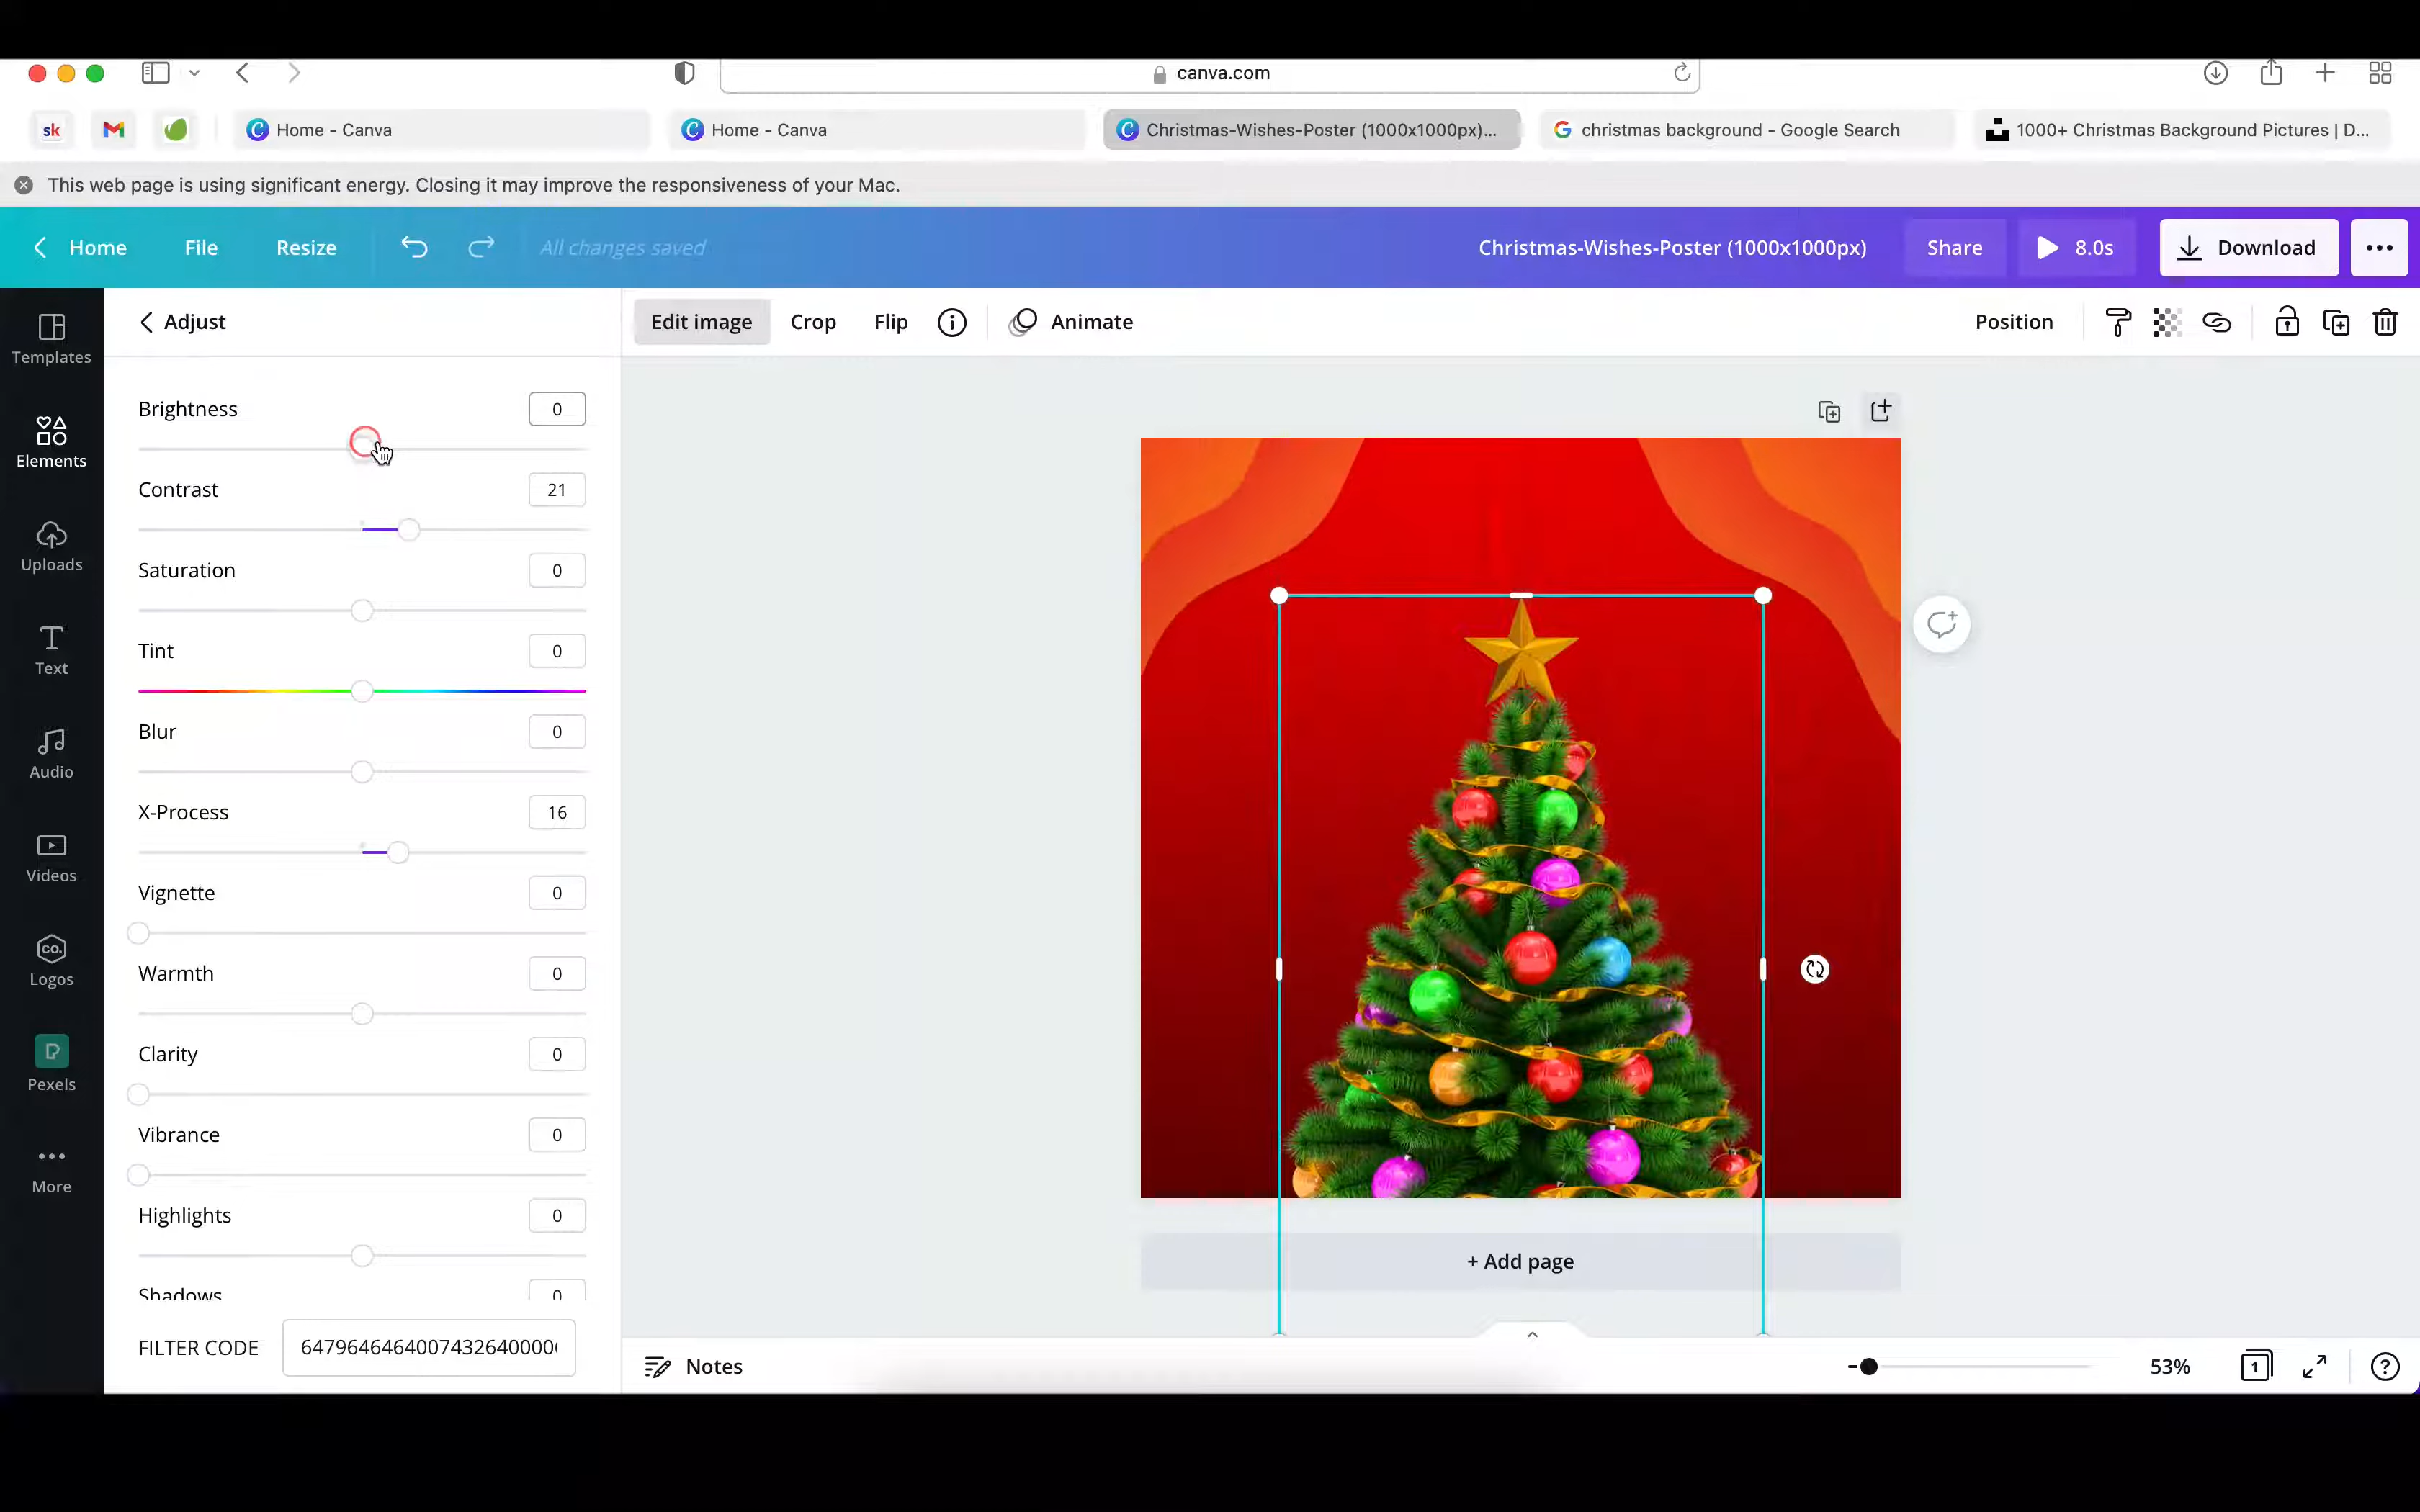 canva.com
sk
Home - Canva
Home - Canva
Christmas-Wishes-Poster (1000x1000px)...
christmas background - Google Search
1000+ Christmas Background Pictures | D...
This web page is using significant energy. Closing it may improve the responsiveness of your Mac.
Home
File
Resize
All changes saved
Christmas-Wishes-Poster (1000x1000px)
Share
8.0s
Download
Templates
Elements
Uploads
Text
Audio
Videos
CO.
Logos
Pexels
More
Adjust
Brightness 0
Contrast 21
Saturation 0
Tint 0
Blur 0
X-Process 16
Vignette 0
Warmth 0
Clarity 0
Vibrance 0
Highlights 0
Shadows 0
FILTER CODE
Edit image
Crop
Flip
Animate
Position
+ Add page
Notes
53%
1